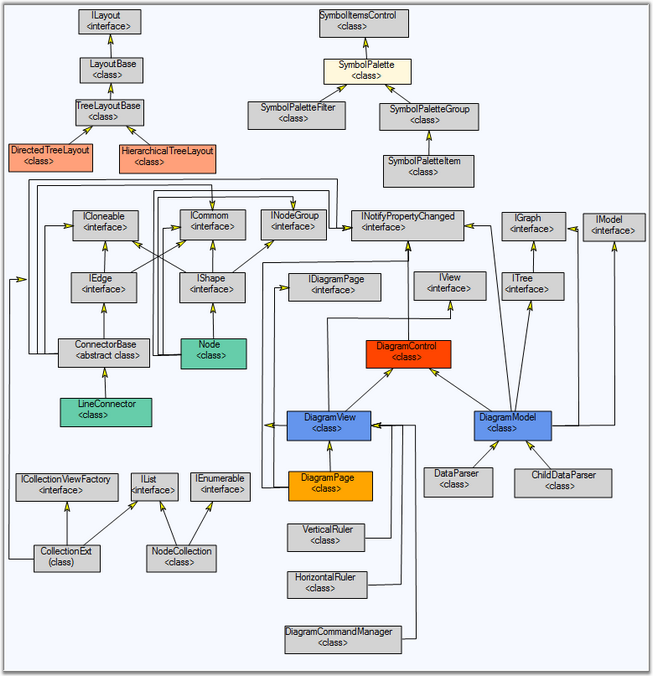 ILayout
<interface>
SymbolItemsControl
<class>
LayoutBase
<class>
SymbolPalette
<class>
TreeLayoutBase
<class>
SymbolPaletteFilter
<class>
SymbolPaletteGroup
<class>
DirectedTreeLayout
<class>
HierarchicalTreeLayout
<class>
SymbolPaletteItem
<class>
ICloneable
<interface>
ICommom
<interface>
INodeGroup
<interface>
INotifyPropertyChanged
<interface>
IGraph
<interface>
IModel
<interface>
IEdge
<interface>
IShape
<interface>
IDiagramPage
<interface>
IView
<interface>
ITree
<interface>
ConnectorBase
<abstract class>
Node
<class>
DiagramControl
<class>
LineConnector
<class>
DiagramView
<class>
DiagramModel
<class>
ICollectionViewFactory
<interface>
IList
<interface>
IEnumerable
<interface>
DiagramPage
<class>
DataParser
<class>
ChildDataParser
<class>
CollectionExt
(class)
NodeCollection
<class>
VerticalRuler
<class>
HorizontalRuler
<class>
DiagramCommandManager
<class>